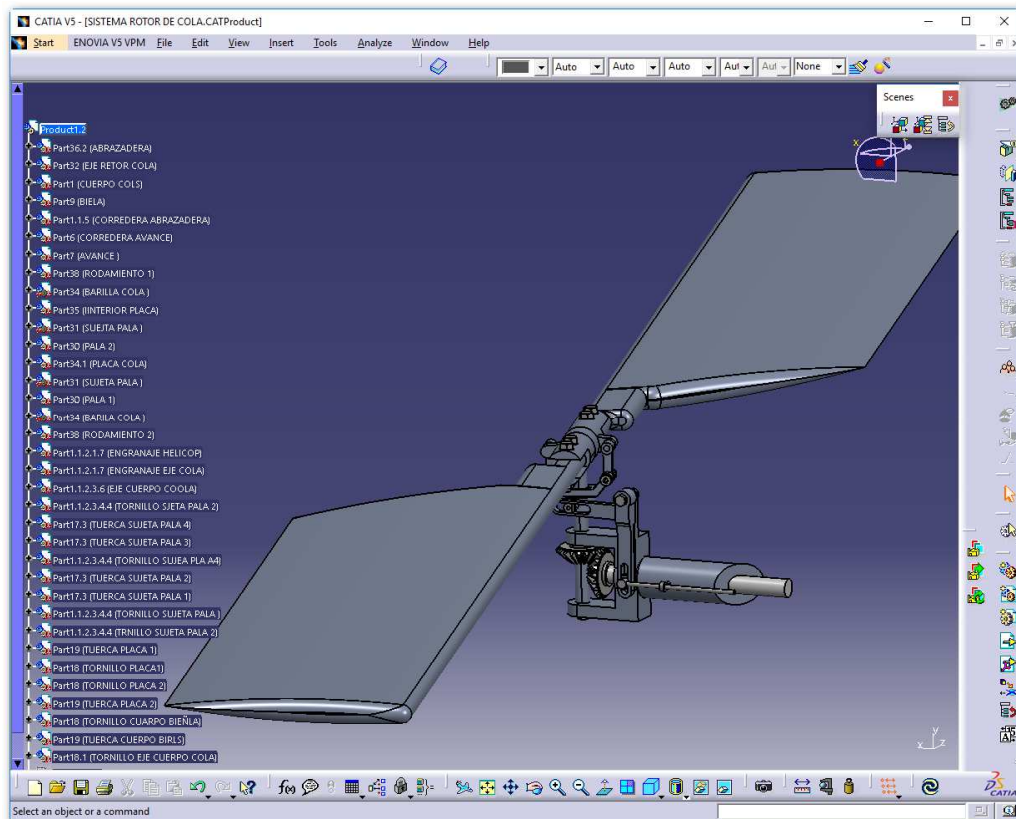 CATIA V5 - [SISTEMA ROTOR DE COLA.CATProduct]
Start ENOVIA V5 VPM File Edit View Insert Tools Analyze Window Help
Auto Auto Auto Aut Aut None
Scenes
Product1.2
Part36.2 (ABRAZADERA)
Part32 (EJE RETOR COLA)
Part1 (CUERPO COLS)
Part9 (BIELA)
Part1.1.5 (CORREDERA ABRAZADERA)
Part6 (CORREDERA AVANCE)
Part7 (AVANCE )
Part38 (RODAMIENTO 1)
Part34 (BARILLA COLA )
Part35 (IINTERIOR PLACA)
Part31 (SUEJTA PALA )
Part30 (PALA 2)
Part34.1 (PLACA COLA)
Part31 (SUJETA PALA )
Part30 (PALA 1)
Part34 (BARILA COLA )
Part38 (RODAMIENTO 2)
Part1.1.2.1.7 (ENGRANAJE HELICOP)
Part1.1.2.1.7 (ENGRANAJE EJE COLA)
Part1.1.2.3.6 (EJE CUERPO COOLA)
Part1.1.2.3.4.4 (TORNILLO SJETA PALA 2)
Part17.3 (TUERCA SUJETA PALA 4)
Part17.3 (TUERCA SUJETA PALA 3)
Part1.1.2.3.4.4 (TORNILLO SUJEA PLA A4)
Part17.3 (TUERCA SUJETA PALA 2)
Part17.3 (TUERCA SUJETA PALA 1)
Part1.1.2.3.4.4 (TORNILLO SUJETA PALA )
Part1.1.2.3.4.4 (TRNILLO SUJETA PALA 2)
Part19 (TUERCA PLACA 1)
Part18 (TORNILLO PLACA1)
Part18 (TORNILLO PLACA 2)
Part19 (TUERCA PLACA 2)
Part18 (TORNILLO CUARPO BIEÑLA)
Part19 (TUERCA CUERPO BIRLS)
Part18.1 (TORNILLO EJE CUERPO COLA)
x
y
x z
f(x)
CATIA
Select an object or a command